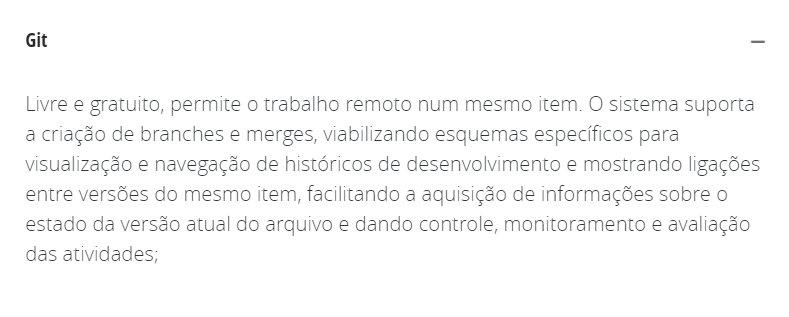 Git
Livre e gratuito, permite o trabalho remoto num mesmo item. O sistema suporta
a criação de branches e merges, viabilizando esquemas específicos para
visualização e navegação de históricos de desenvolvimento e mostrando ligações
entre versões do mesmo item, facilitando a aquisição de informações sobre o
estado da versão atual do arquivo e dando controle, monitoramento e avaliação
das atividades;